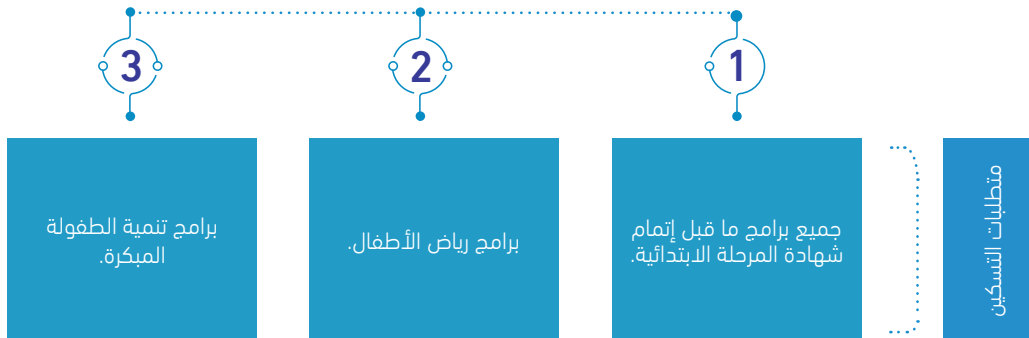 متطلبات التسكين
1
جميع برامج ما قبل إتمام
شهادة المرحلة الابتدائية.
2
برامج رياض الأطفال.
3
برامج تنمية الطفولة
المبكرة.